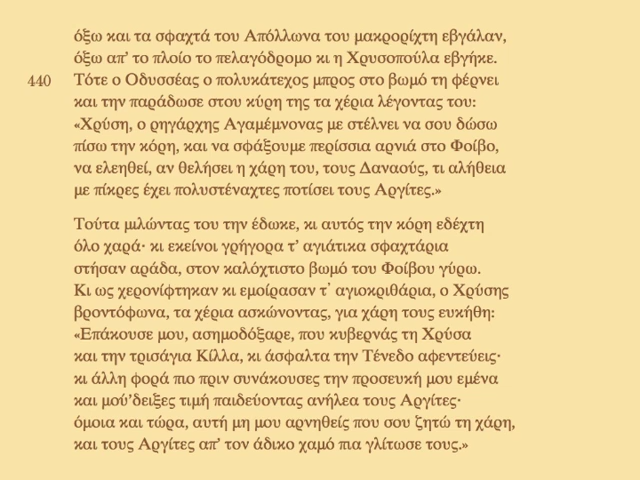 όξω και τα σφαχτά του Απόλλωνα του μακρορίχτη εβγάλαν,
όξω απ’ το πλοίο το πελαγόδρομο κι η Χρυσοπούλα εβγήκε.
440 Τότε ο Οδυσσέας ο πολυκάτεχος μπρος στο βωμό τη φέρνει
και την παράδωσε στου κύρη της τα χέρια λέγοντας του:
«Χρύση, ο ρηγάρχης Αγαμέμνονας με στέλνει να σου δώσω
πίσω την κόρη, και να σφάξουμε περίσσια αρνιά στο Φοίβο,
να ελεηθεί, αν θελήσει η χάρη του, τους Δαναούς, τι αλήθεια
με πίκρες έχει πολυστέναχτες ποτίσει τους Αργίτες.»
Τούτα μιλώντας του την έδωκε, κι αυτός την κόρη εδέχτη
όλο χαρά· κι εκείνοι γρήγορα τ’ αγιάτικα σφαχτάρια
στήσαν αράδα, στον καλόχτιστο βωμό του Φοίβου γύρω.
Κι ως χερονίφτηκαν κι εμοίρασαν τ᾿ αγιοκριθάρια, ο Χρύσης
βροντόφωνα, τα χέρια ασκώνοντας, για χάρη τους ευκήθη:
«Επάκουσε μου, ασημοδόξαρε, που κυβερνάς τη Χρύσα
και την τρισάγια Κίλλα, κι άσφαλτα την Τένεδο αφεντεύεις·
κι άλλη φορά πιο πριν συνάκουσες την προσευκή μου εμένα
και μού’δειξες τιμή παιδεύοντας ανήλεα τους Αργίτες·
όμοια και τώρα, αυτή μη μου αρνηθείς που σου ζητώ τη χάρη,
και τους Αργίτες απ’ τον άδικο χαμό πια γλίτωσε τους.»